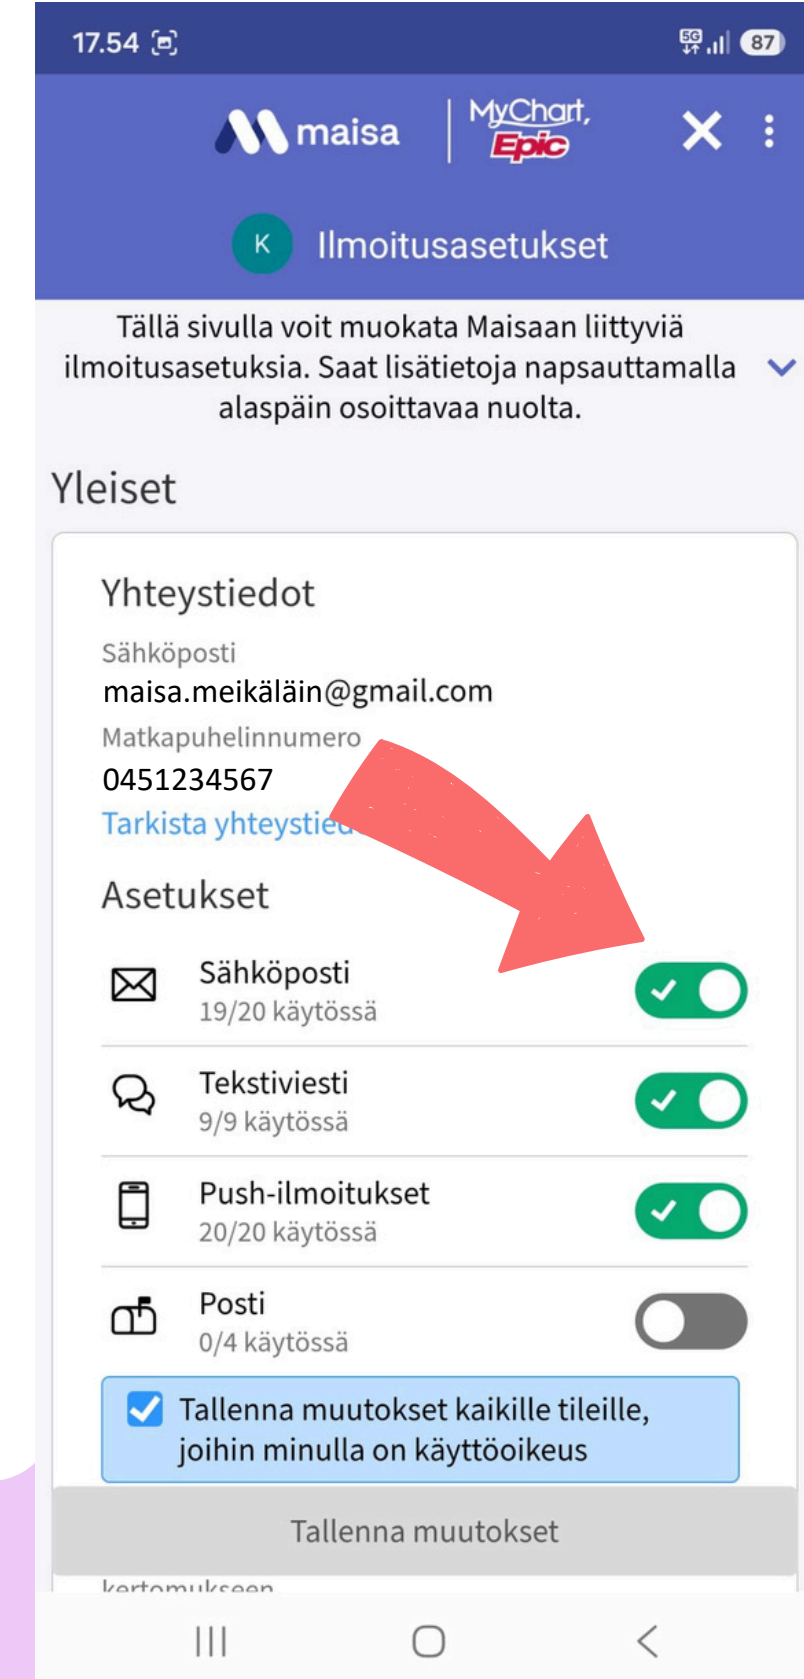 17.54
5G
87
maisa
MyChart,
Epic
K
Ilmoitusasetukset
Tällä sivulla voit muokata Maisaan liittyviä
ilmoitusasetuksia. Saat lisätietoja napsauttamalla
alaspäin osoittavaa nuolta.
Yleiset
Yhteystiedot
Sähköposti
maisa.meikäläin@gmail.com
Matkapuhelinnumero
0451234567
Tarkista
Asetukset
Sähköposti
19/20 käytössä
Tekstiviesti
9/9 käytössä
Push-ilmoitukset
20/20 käytössä
Posti
0/4 käytössä
Tallenna muutokset kaikille tileille,
joihin minulla on käyttöoikeus
Tallenna muutokset
kertomukseen